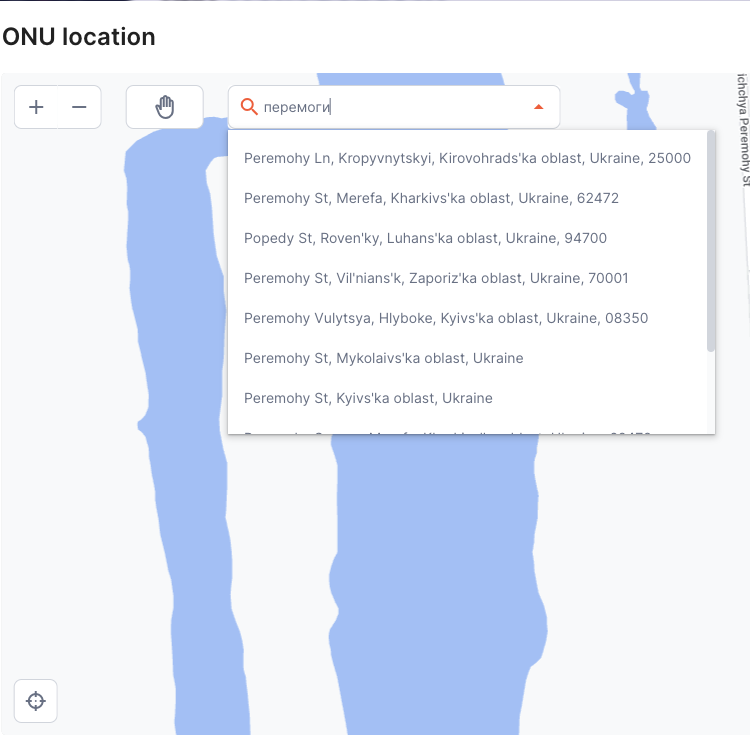 ONU location
перемоги
Peremohy Ln, Kropyvnytskyi, Kirovohrads'ka oblast, Ukraine, 25000
Peremohy St, Merefa, Kharkivs'ka oblast, Ukraine, 62472
Popedy St, Roven'ky, Luhans'ka oblast, Ukraine, 94700
Peremohy St, Vil'nians'k, Zaporiz'ka oblast, Ukraine, 70001
Peremohy Vulytsya, Hlyboke, Kyivs'ka oblast, Ukraine, 08350
Peremohy St, Mykolaivs'ka oblast, Ukraine
Peremohy St, Kyivs'ka oblast, Ukraine
ichchya Peremohy St